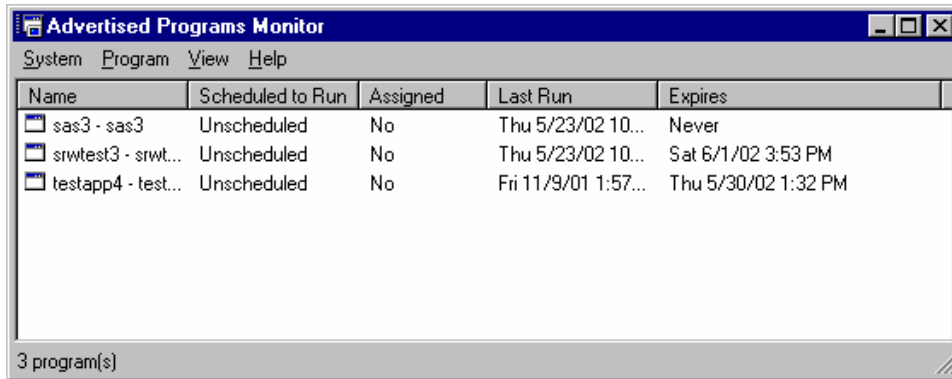 Advertised Programs Monitor
System Program View Help
Name Scheduled to Run Assigned Last Run Expires
sas3 - sas3 Unscheduled No Thu 5/23/02 10... Never
srwtest3 - srwt... Unscheduled No Thu 5/23/02 10... Sat 6/1/02 3:53 PM
testapp4 - test... Unscheduled No Fri 11/9/01 1:57... Thu 5/30/02 1:32 PM
3 program(s)